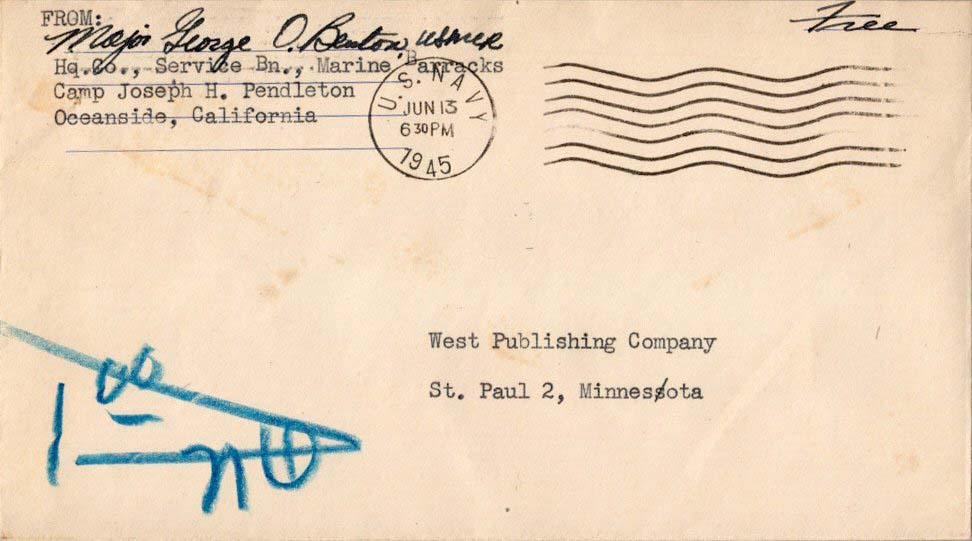 FROM:
Free
Major George O. Benton, USMCR
Hq.Co., Service Bn., Marine Barracks
Camp Joseph H. Pendleton
Oceanside, California
U.S. NAVY
JUN 13
6 30 PM
1945
West Publishing Company
St. Paul 2, Minnesota